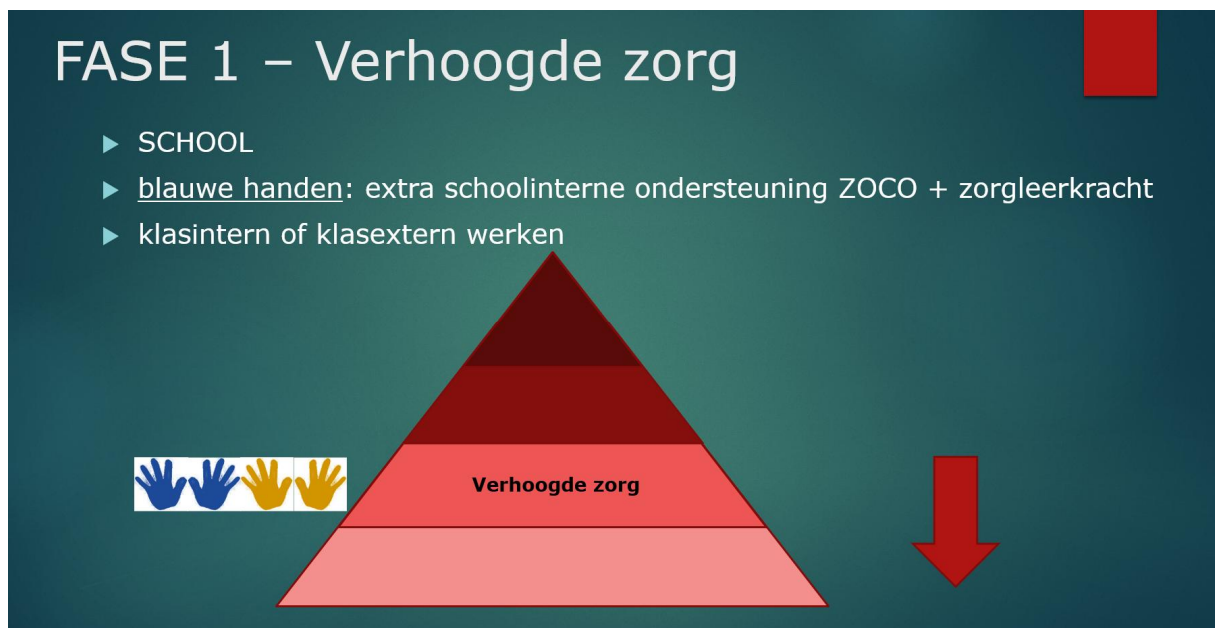 FASE 1 – Verhoogde zorg
SCHOOL
blauwe handen: extra schoolinterne ondersteuning ZOCO + zorgleerkracht
klasintern of klasextern werken
Verhoogde zorg